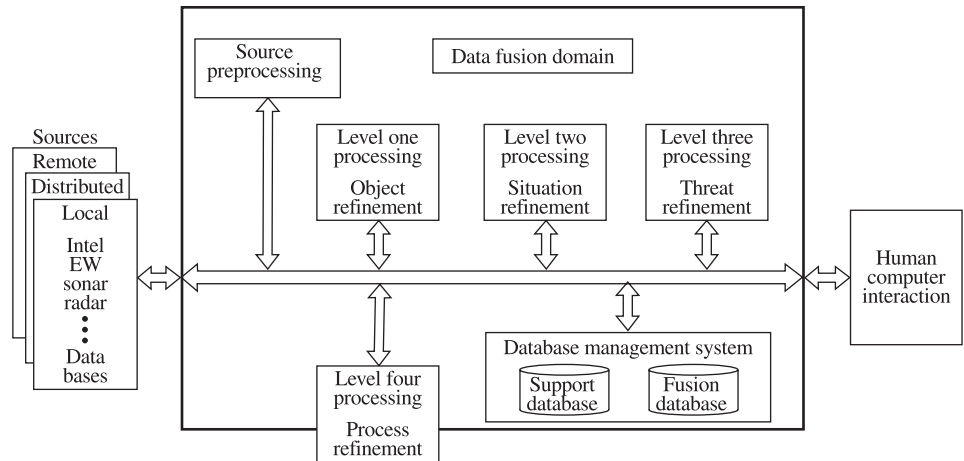 Source
preprocessing
Data fusion domain
Sources
Remote
Distributed
Local
Intel
EW
sonar
radar
Data
bases
Level one
processing
Object
refinement
Level two
processing
Situation
refinement
Level three
processing
Threat
refinement
Human
computer
interaction
Level four
processing
Process
refinement
Database management system
Support
database
Fusion
database